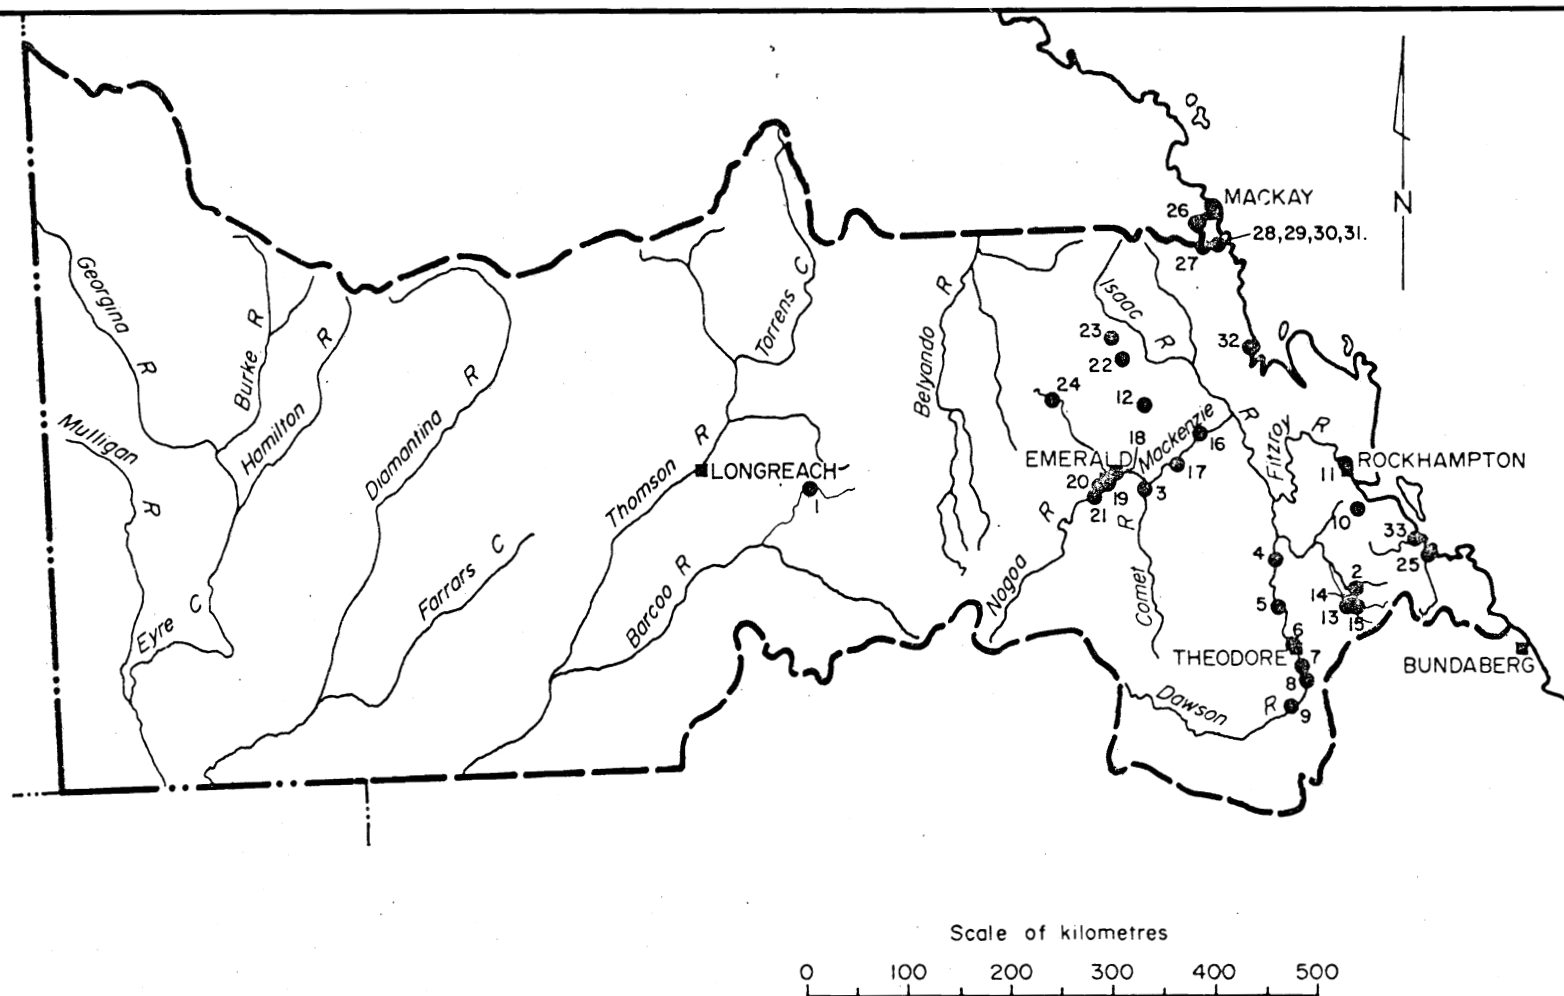 MACKAY
26
28,29,30,31.
27
N
Georgina R
Burke R
Hamilton R
Mulligan R
Diamantina R
Torrens C
Belyando R
Isaac R
23
22
32
24
12
18
Mackenzie R
16
17
Fitzroy R
EMERALD
ROCKHAMPTON
11
LONGREACH
Thomson R
1
20
19
3
21
10
33
25
4
2
14
13
15
5
6
THEODORE
7
8
9
BUNDABERG
Nogoa R
Comet R
Dawson R
Eyre C
Farrars C
Barcoo R
Scale of kilometres
0 100 200 300 400 500